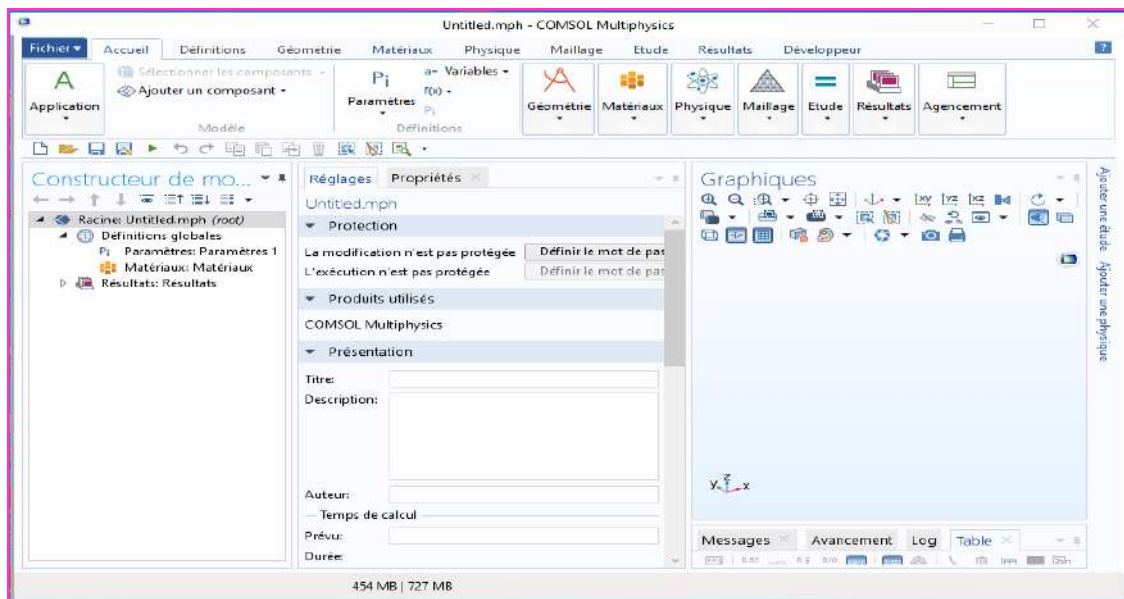 Untitled.mph - COMSOL Multiphysics
Fichier Accueil Définitions Géométrie Matériaux Physique Maillage Etude Résultats Développeur ?
Sélectionner les composants
Ajouter un composant
Application
Modèle
Pi
Paramètres
a= Variables
f(x)
Pi
Définitions
Géométrie Matériaux Physique Maillage Etude Résultats Agencement
Constructeur de mo...
Racine: Untitled.mph (root)
Définitions globales
Pi Paramètres: Paramètres 1
Matériaux: Matériaux
Résultats: Résultats
Réglages Propriétés
Untitled.mph
Protection
La modification n'est pas protégée Définir le mot de pas
L'exécution n'est pas protégée Définir le mot de pas
Produits utilisés
COMSOL Multiphysics
Présentation
Titre:
Description:
Auteur:
Temps de calcul
Prévu:
Durée:
Graphiques
z
y x
Messages Avancement Log Table
Ajouter une étude Ajouter une physique
454 MB | 727 MB